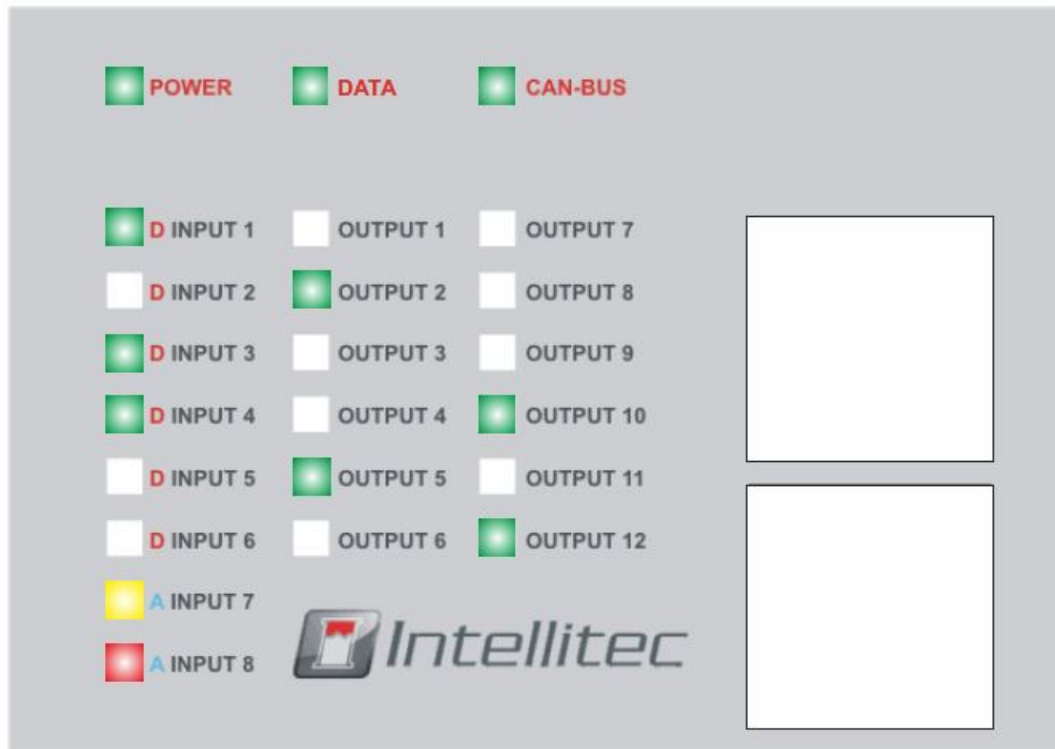 POWER DATA CAN-BUS
D INPUT 1 OUTPUT 1 OUTPUT 7
D INPUT 2 OUTPUT 2 OUTPUT 8
D INPUT 3 OUTPUT 3 OUTPUT 9
D INPUT 4 OUTPUT 4 OUTPUT 10
D INPUT 5 OUTPUT 5 OUTPUT 11
D INPUT 6 OUTPUT 6 OUTPUT 12
A INPUT 7
A INPUT 8
Intellitec